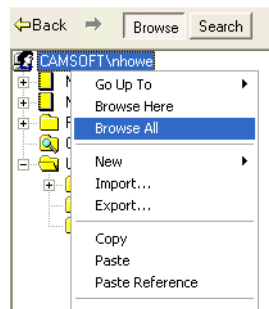 Back Browse Search
CAMSOFT\nhowe
Go Up To
Browse Here
Browse All
New
Import...
Export...
Copy
Paste
Paste Reference